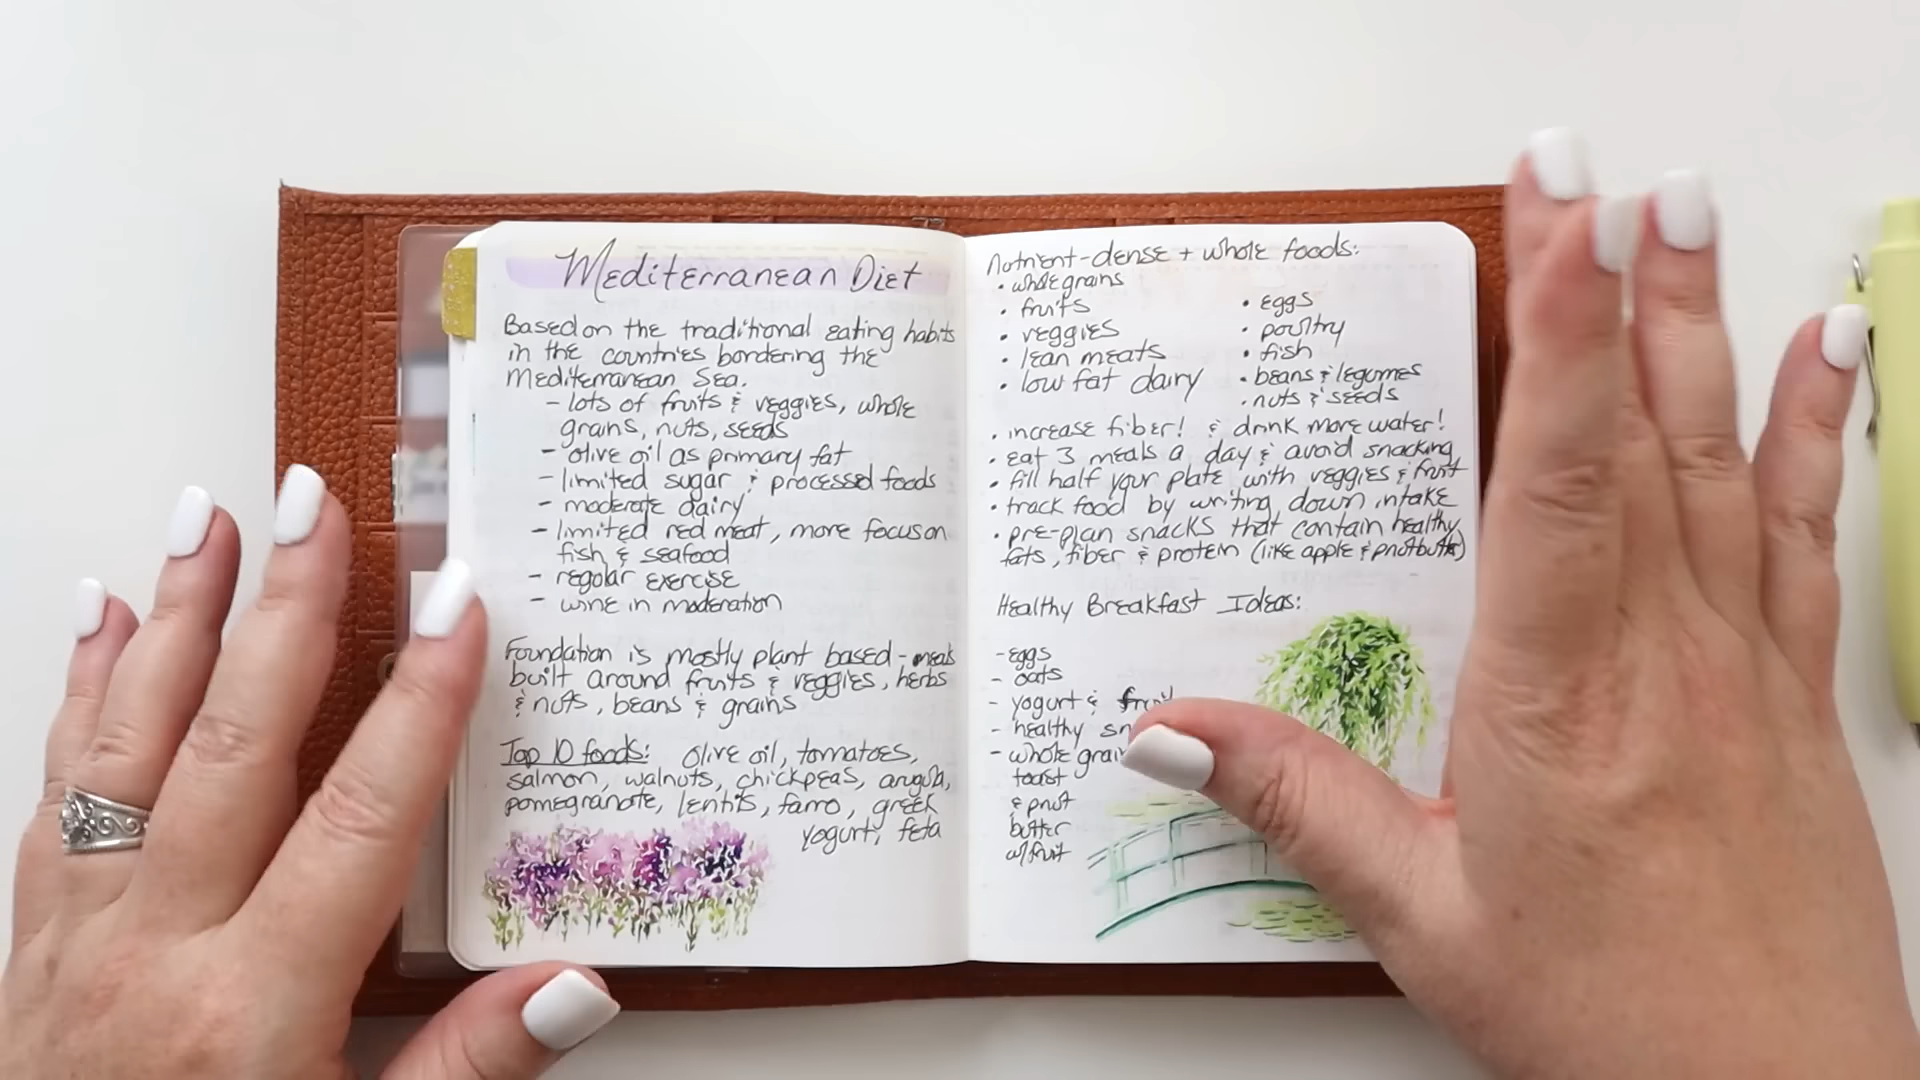 Mediterranean Diet
Based on the traditional eating habits
in the countries bordering the
Mediterranean Sea.
- lots of fruits & veggies, whole
grains, nuts, seeds
- olive oil as primary fat
- limited sugar & processed foods
- moderate dairy
- limited red meat, more focus on
fish & seafood
- regular exercise
- wine in moderation
Foundation is mostly plant based - meals
built around fruits & veggies, herbs
& nuts, beans & grains
Top 10 foods: Olive oil, tomatoes,
salmon, walnuts, chickpeas,
pomegranate, lentils, farro, greek
yogurt, feta
Nutrient-dense + whole foods:
• whole grains
• fruits
• veggies
• lean meats
• low fat dairy
• eggs
• poultry
• fish
• beans & legumes
• nuts & seeds
• increase fiber! & drink more water!
• eat 3 meals a day & avoid snacking
• fill half your plate with veggies & fruit
• track food by writing down intake
• pre-plan snacks that contain healthy
fats, fiber & protein (like apple & pnutbuttr)
Healthy Breakfast Ideas:
- eggs
- oats
- yogurt & fruit
- healthy
- whole
toast
& pnut
butter
w/fruit